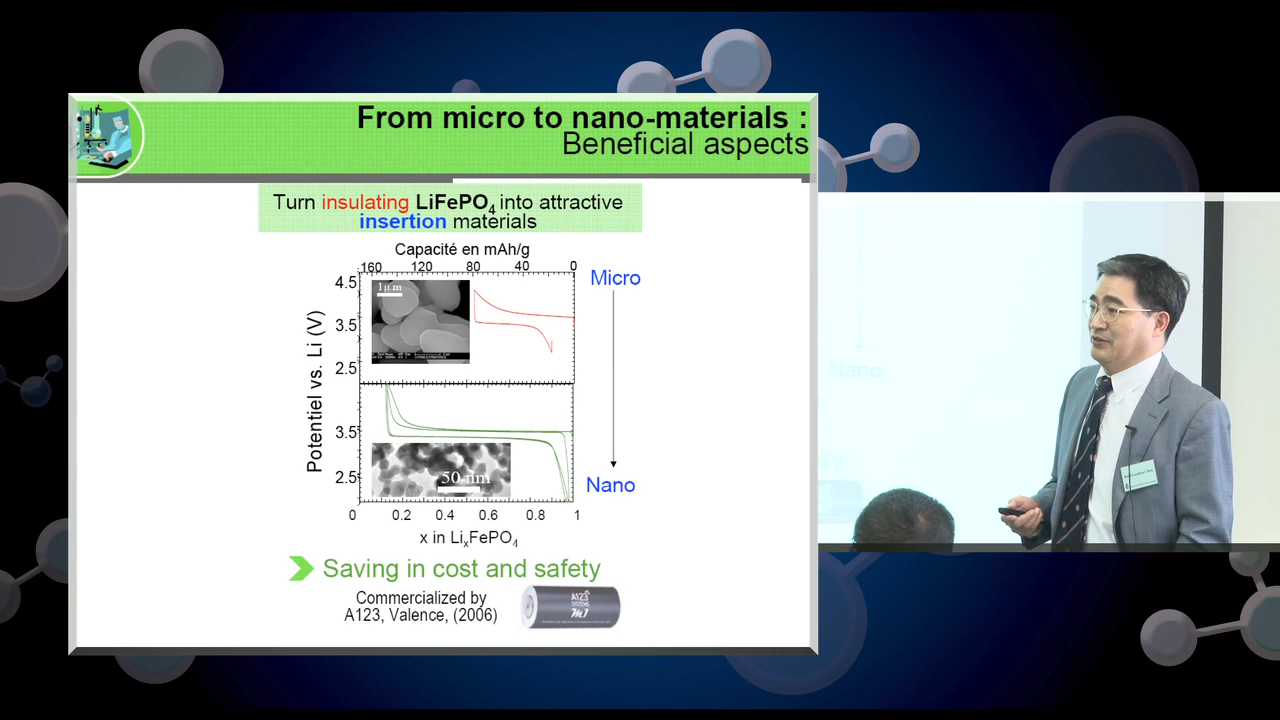 From micro to nano-materials :
Beneficial aspects
Turn insulating LiFePO4 into attractive
insertion materials
Capacité en mAh/g
160 120 80 40 0
Micro
4.5
3.5
2.5
1μm
Potentiel vs. Li (V)
3.5
2.5
50 nm
Nano
0 0.2 0.4 0.6 0.8 1
x in LixFePO4
Saving in cost and safety
Commercialized by
A123, Valence, (2006)
A123
SYSTEMS
M1
Nano